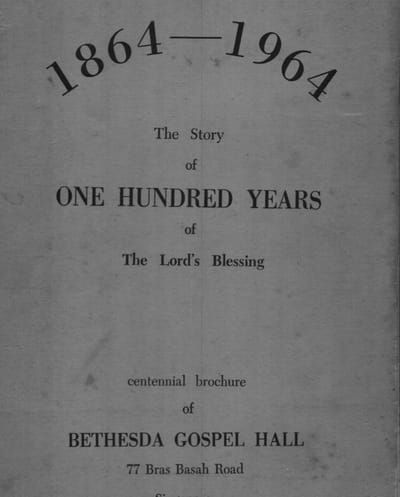 1864—1964
The Story
of
ONE HUNDRED YEARS
of
The Lord's Blessing
centennial brochure
of
BETHESDA GOSPEL HALL
77 Bras Basah Road